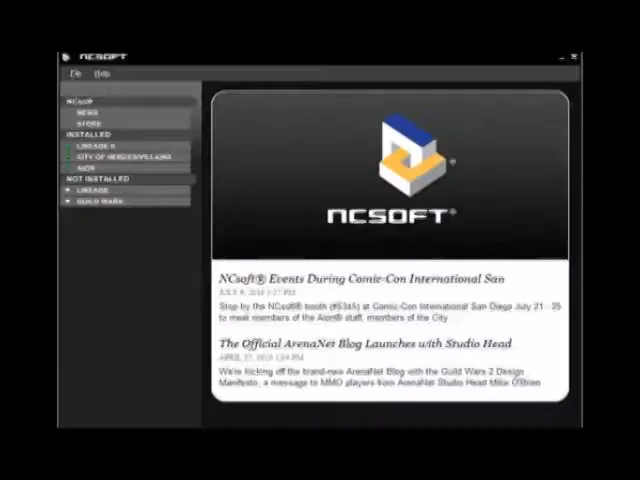 NCSOFT
File Help
NCsoft
NEWS
STORE
INSTALLED
LINEAGE II
CITY OF HEROES/VILLAINS
AION
NOT INSTALLED
LINEAGE
GUILD WARS
NCSOFT®
NCsoft® Events During Comic-Con International San
Stop by the NCsoft® booth (#5345) at Comic-Con International San Diego July 21 - 25
to meet members of the Aion® staff, members of the City
The Official ArenaNet Blog Launches with Studio Head
We're kicking off the brand-new ArenaNet Blog with the Guild Wars 2 Design
Manifesto, a message to MMO players from ArenaNet Studio Head Mike O'Brien